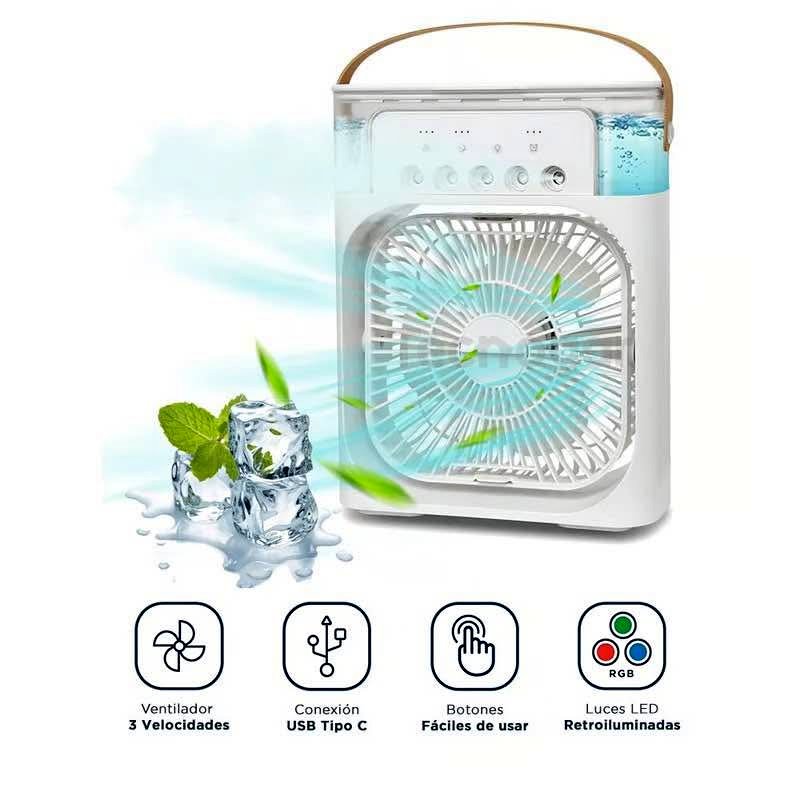 RGB
Ventilador
3 Velocidades
Conexión
USB Tipo C
Botones
Fáciles de usar
Luces LED
Retroiluminadas